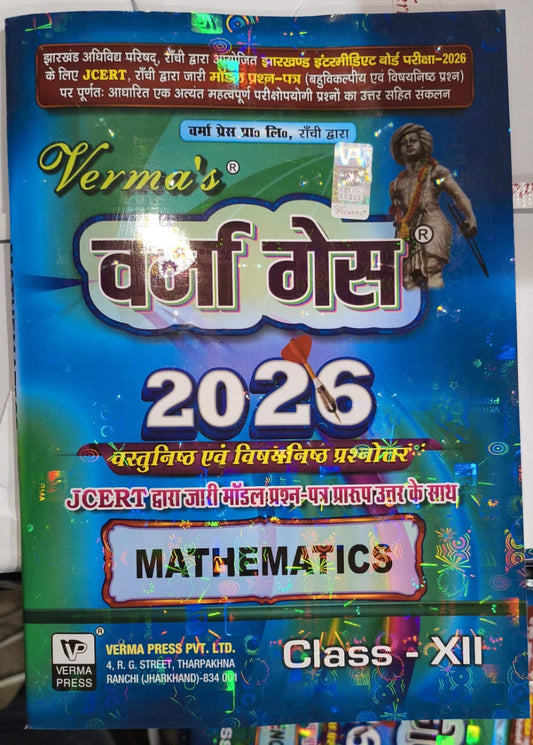 झारखंड अधिविद्य परिषद्, राँची द्वारा आयोजित झारखण्ड इंटरमीडिएट बोर्ड परीक्षा-2026
के लिए JCERT, राँची द्वारा जारी मॉडल प्रश्न-पत्र (बहुविकल्पीय एवं विषयनिष्ठ प्रश्न)
पर पूर्णतः आधारित एक अत्यंत महत्वपूर्ण परीक्षोपयोगी प्रश्नों का उत्तर सहित संकलन
वर्मा प्रेस प्रा० लि०, राँची द्वारा
Verma's ®
वर्मा गेस ®
2026
वस्तुनिष्ठ एवं विषयनिष्ठ प्रश्नोतर
JCERT द्वारा जारी मॉडल प्रश्न-पत्र प्रारूप उत्तर के साथ
MATHEMATICS
Class - XII
VP ®
VERMA
PRESS
VERMA PRESS PVT. LTD.
4, R. G. STREET, THARPAKHNA
RANCHI (JHARKHAND)-834 001